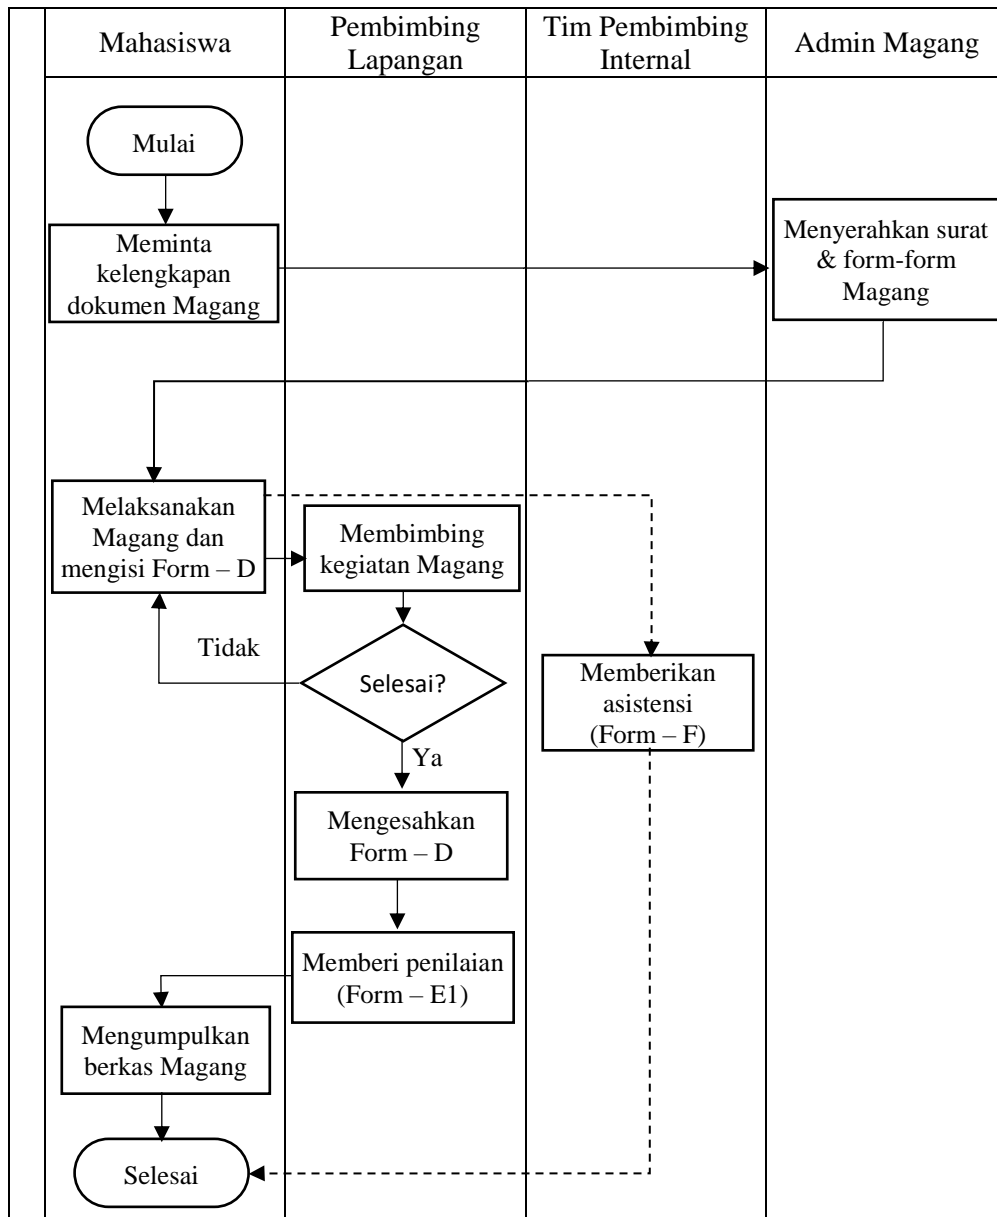 Mahasiswa
Pembimbing
Lapangan
Tim Pembimbing
Internal
Admin Magang
Mulai
Meminta
kelengkapan
dokumen Magang
Menyerahkan surat
& form-form
Magang
Melaksanakan
Magang dan
mengisi Form – D
Membimbing
kegiatan Magang
Tidak
Selesai?
Memberikan
asistensi
(Form – F)
Ya
Mengesahkan
Form – D
Memberi penilaian
(Form – E1)
Mengumpulkan
berkas Magang
Selesai